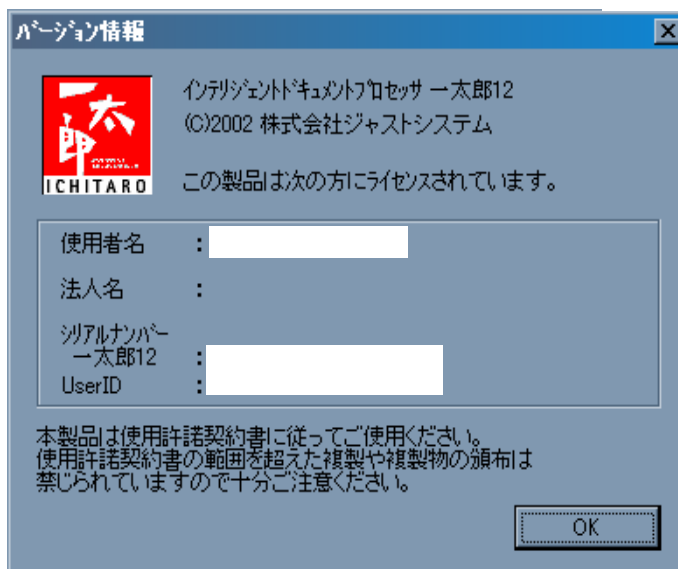 ﾊﾞｰｼﾞｮﾝ情報
一太郎
ICHITARO
ｲﾝﾃﾘｼﾞｪﾝﾄﾄﾞｷｭﾒﾝﾄﾌﾟﾛｾｯｻ 一太郎12
(C)2002 株式会社ジャストシステム
この製品は次の方にﾗｲｾﾝｽされています。
使用者名 :
法人名 :
ｼﾘｱﾙﾅﾝﾊﾞｰ
一太郎12 :
UserID :
本製品は使用許諾契約書に従ってご使用ください。
使用許諾契約書の範囲を超えた複製や複製物の頒布は
禁じられていますので十分ご注意ください。
OK